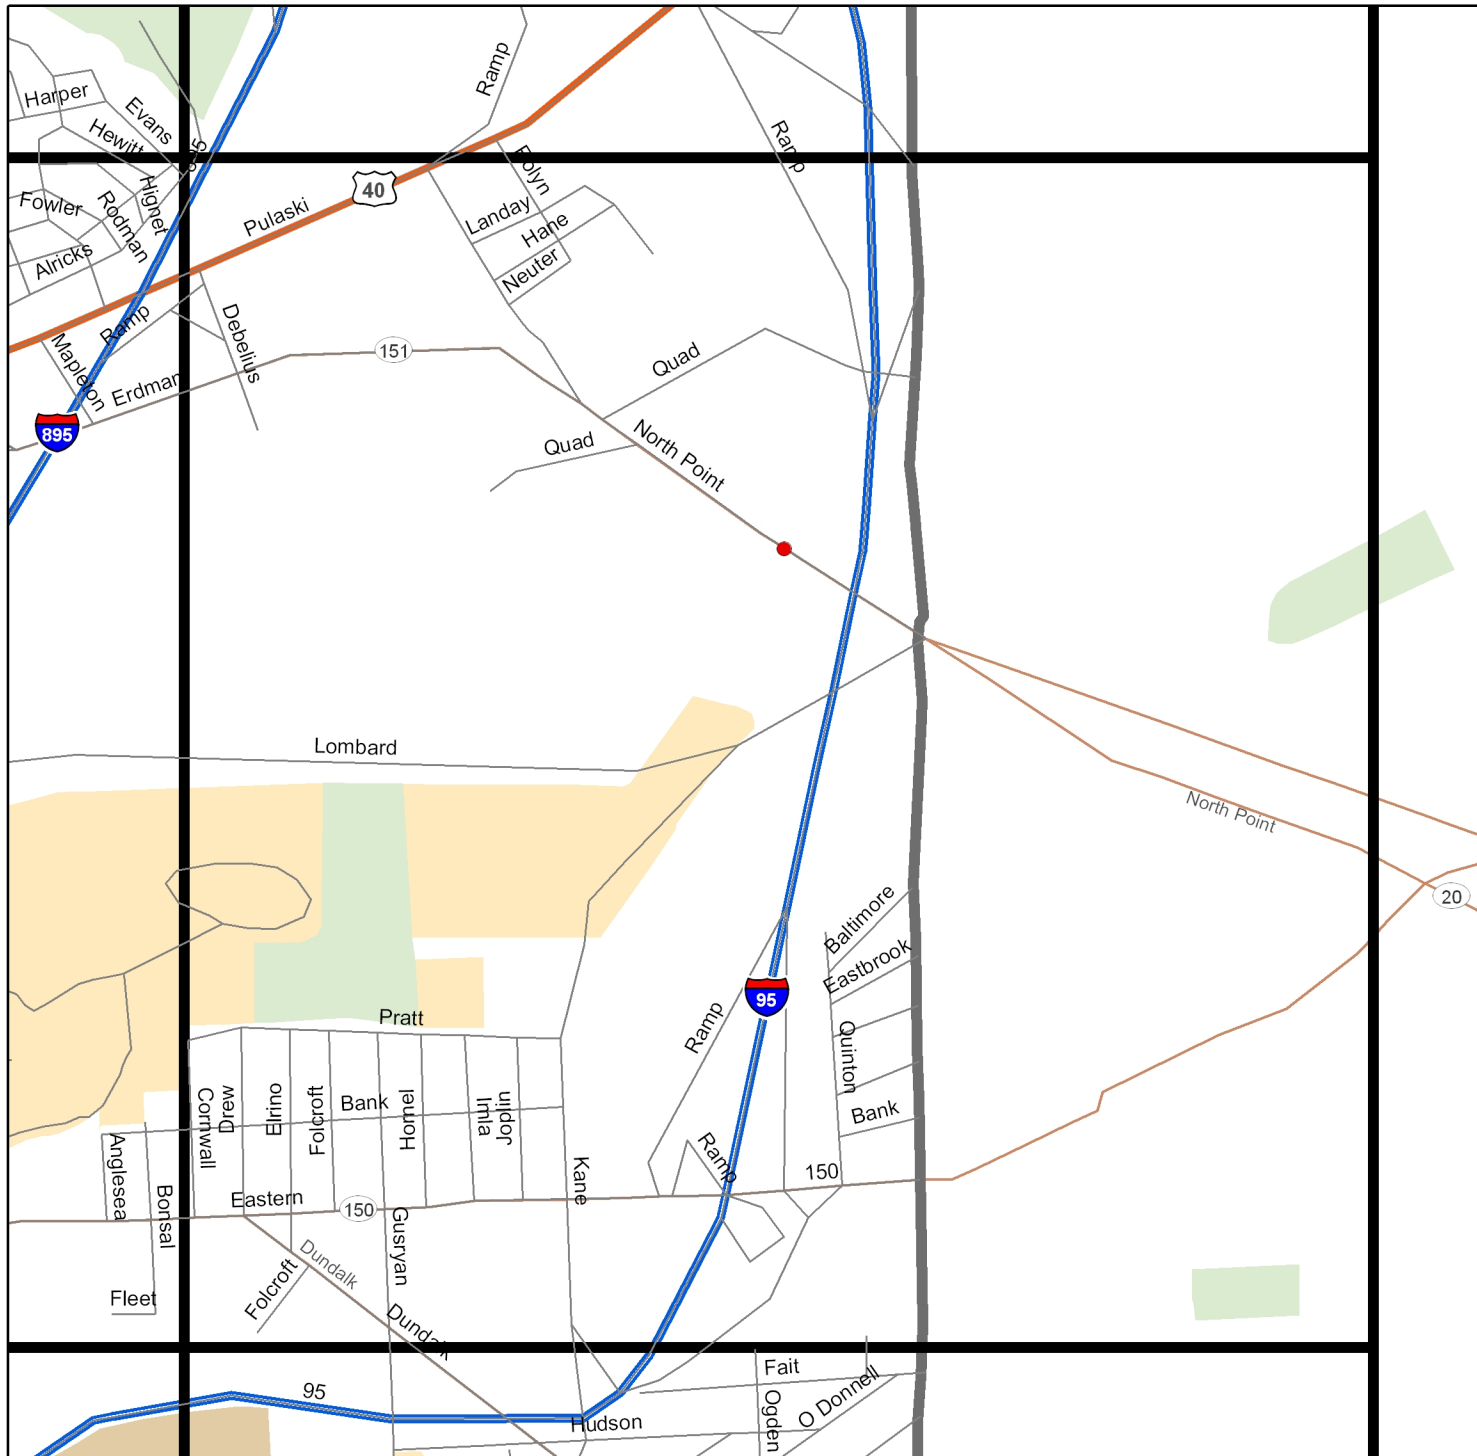 Ramp
Harper
Evans
Hewitt
Ramp
895
Folyn
40
Hignet
Fowler
Rodman
Pulaski
Landay
Hane
Alricks
Neuter
Ramp
Debelius
Mapleton
151
Quad
Erdman
895
Quad
North Point
Lombard
North Point
20
Baltimore
Eastbrook
95
Ramp
Pratt
Quinton
Cornwall
Drew
Elrino
Folcroft
Bank
Hornel
Imla
Joplin
Bank
Anglesea
Bonsal
Kane
Ramp
150
Eastern
150
Gusryan
Dundalk
Folcroft
Fleet
Dundalk
Fait
95
Ogden
O Donnell
Hudson